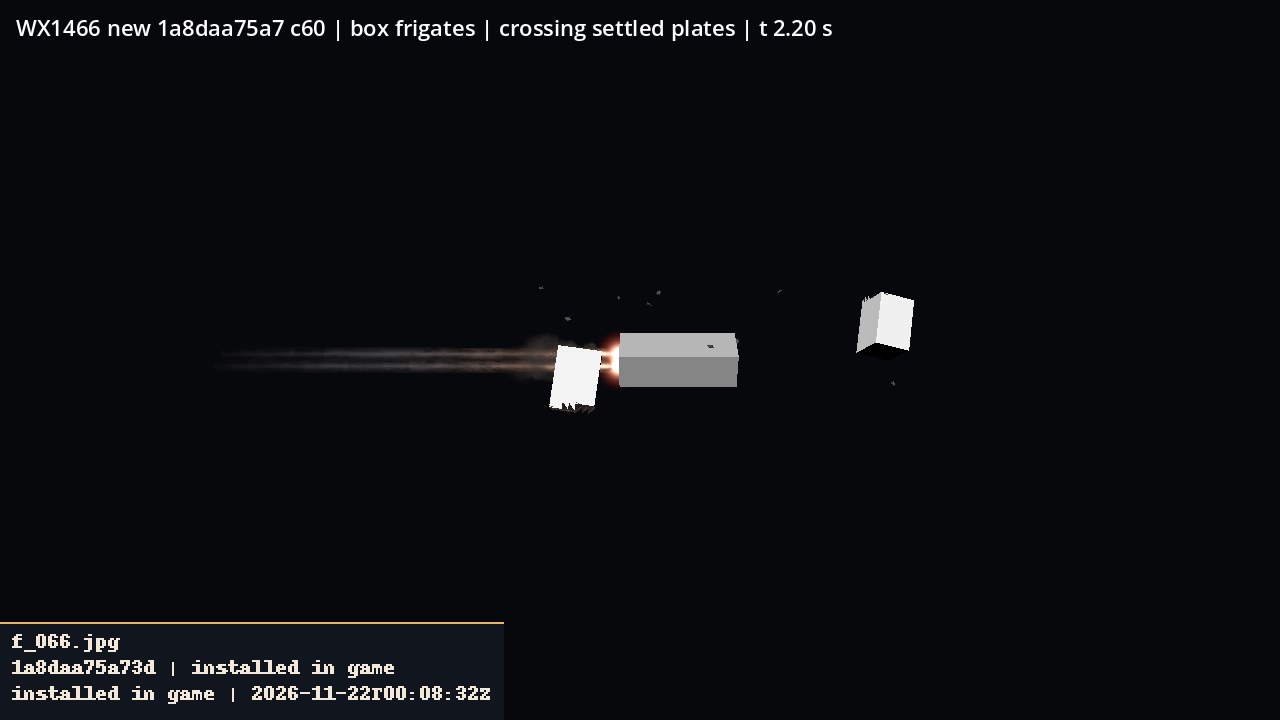 WX1466 new 1a8daa75a7 c60 | box frigates | crossing settled plates | t 2.20 s
f_066.jpg
1a8daa75a73d | installed in game
installed in game | 2026-11-22T00:08:32Z